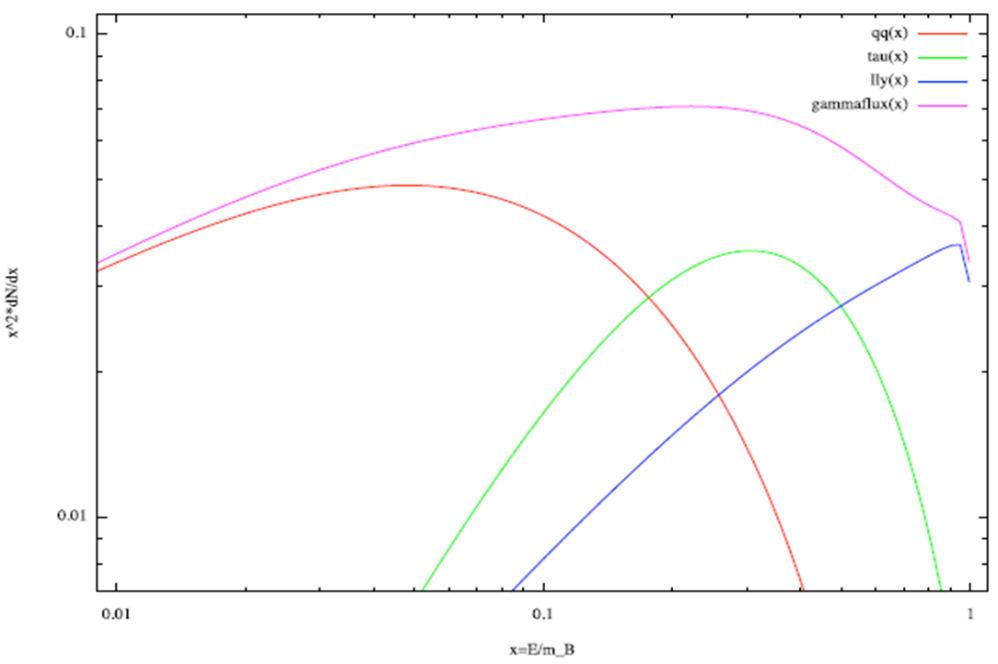 0.1
qq(x)
tau(x)
lly(x)
gammaflux(x)
x^2*dN/dx
0.01
0.01
0.1
1
x=E/m_B